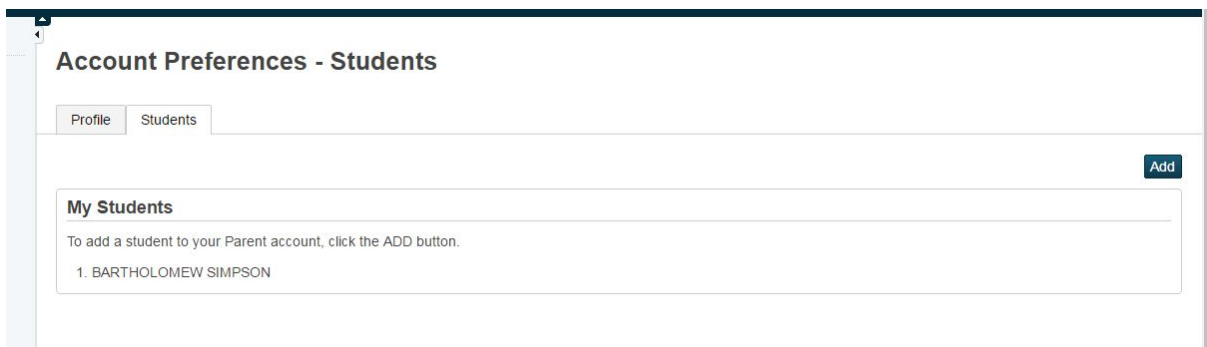 Account Preferences - Students
Profile Students
Add
My Students
To add a student to your Parent account, click the ADD button.
1. BARTHOLOMEW SIMPSON